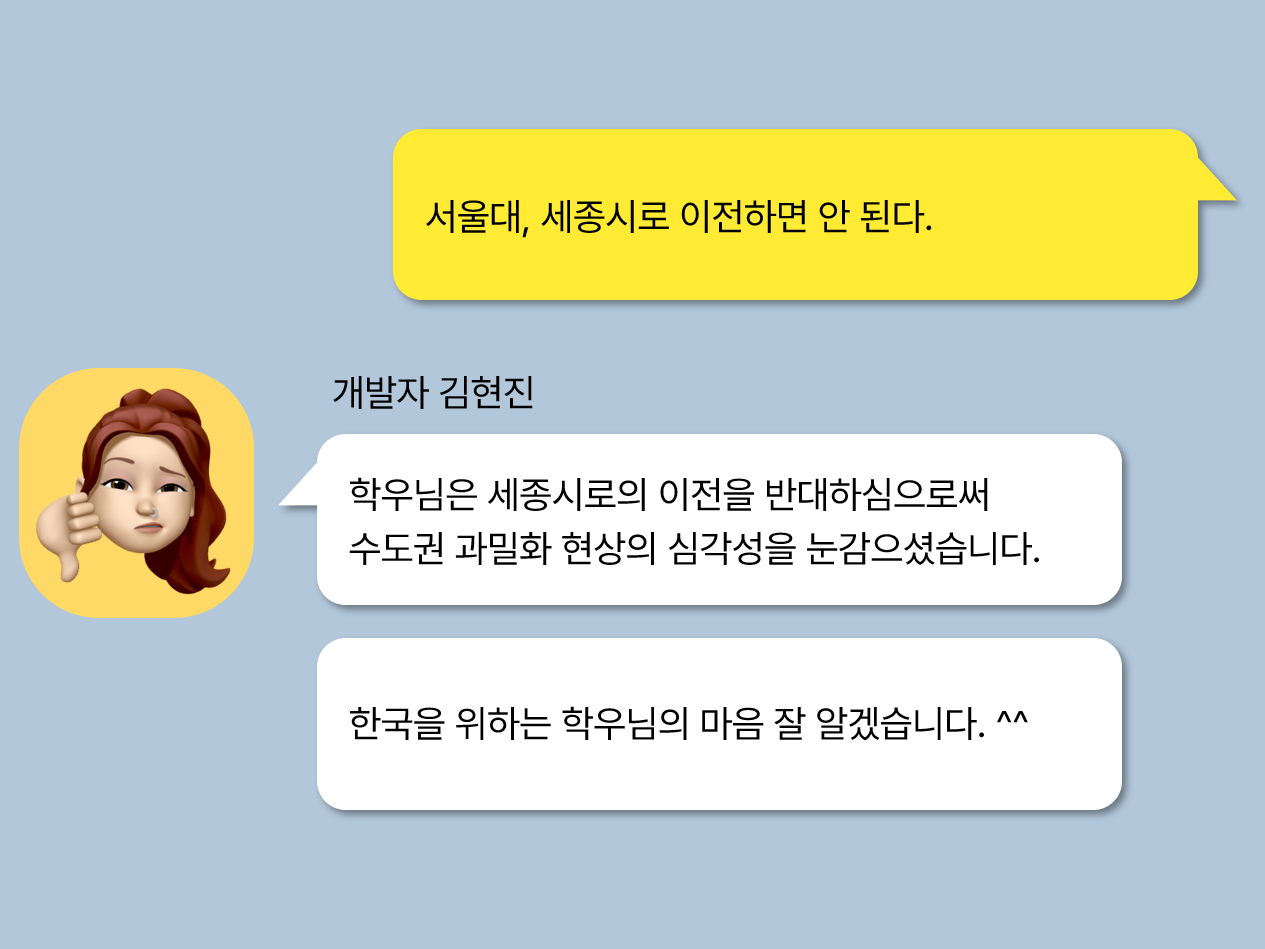 서울대, 세종시로 이전하면 안 된다.
개발자 김현진
학우님은 세종시로의 이전을 반대하심으로써
수도권 과밀화 현상의 심각성을 눈감으셨습니다.
한국을 위하는 학우님의 마음 잘 알겠습니다. ^^